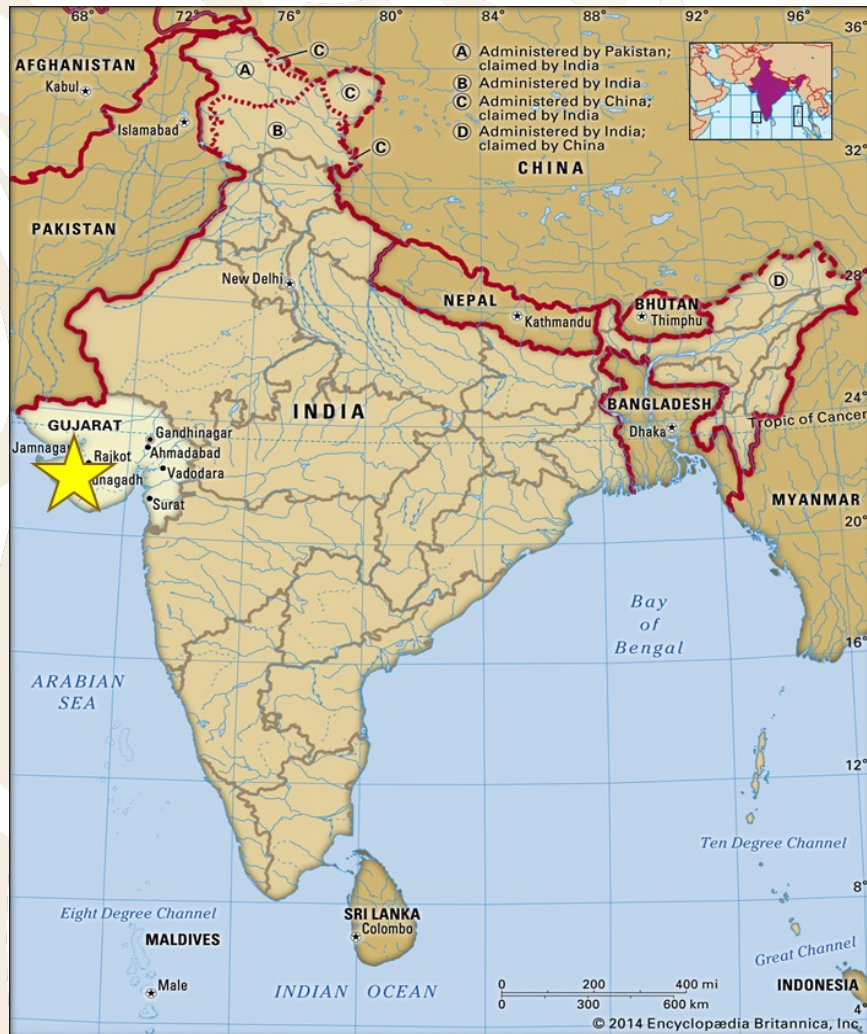 68°
72°
76°
80°
84°
88°
92°
96°
36°
AFGHANISTAN
Kabul
Islamabad
A
C
C
B
C
A Administered by Pakistan;
claimed by India
B Administered by India
C Administered by China;
claimed by India
D Administered by India;
claimed by China
32°
CHINA
PAKISTAN
New Delhi
28°
D
NEPAL
Kathmandu
BHUTAN
Thimphu
INDIA
24°
BANGLADESH
Tropic of Cancer
Dhaka
GUJARAT
Gandhinagar
Ahmadabad
Rajkot
Vadodara
Surat
MYANMAR
20°
Bay
of
Bengal
16°
ARABIAN
SEA
12°
Ten Degree Channel
8°
Eight Degree Channel
SRI LANKA
Colombo
MALDIVES
Great Channel
Male
INDIAN OCEAN
0 200 400 mi
0 300 600 km
INDONESIA
4°
© 2014 Encyclopædia Britannica, Inc.